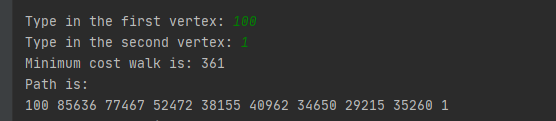 Type in the first vertex: 100
Type in the second vertex: 1
Minimum cost walk is: 361
Path is:
100 85636 77467 52472 38155 40962 34650 29215 35260 1